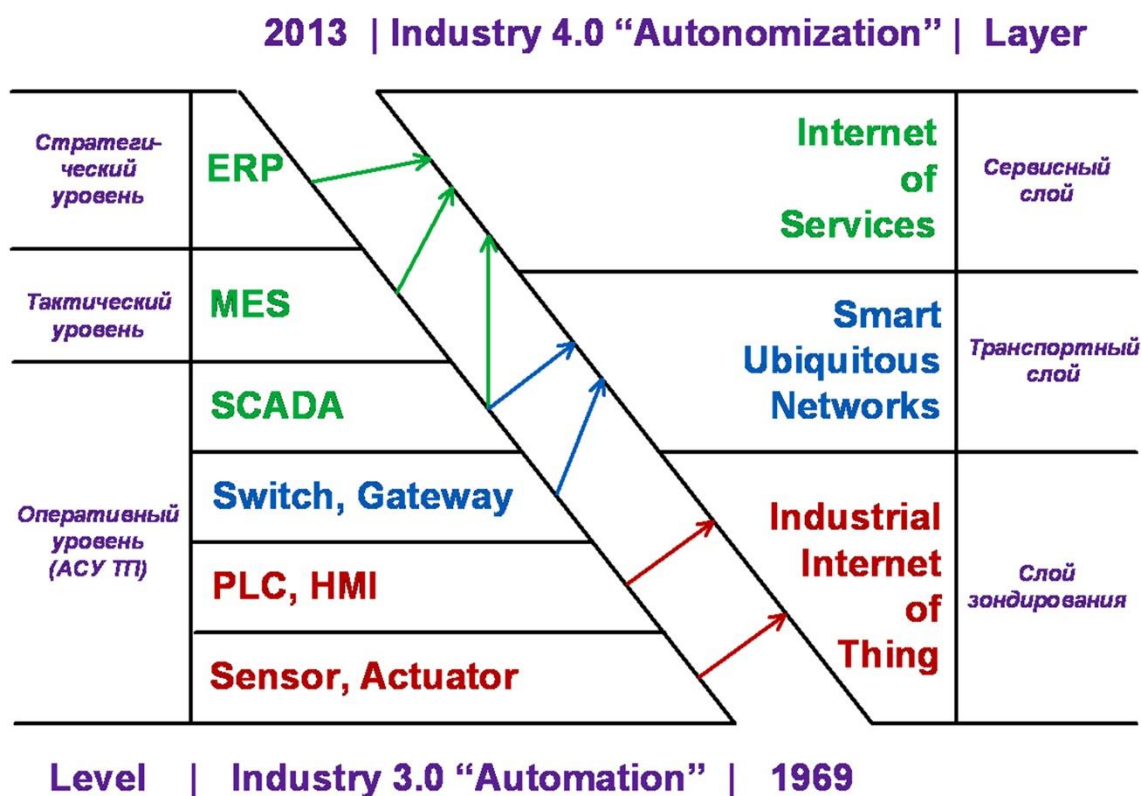 2013 | Industry 4.0 “Autonomization” | Layer
Стратеги-
ческий
уровень
ERP
Internet
of
Services
Сервисный
слой
Тактический
уровень
MES
Smart
Ubiquitous
Networks
Транспортный
слой
SCADA
Оперативный
уровень
(АСУ ТП)
Switch, Gateway
PLC, HMI
Sensor, Actuator
Industrial
Internet
of
Thing
Слой
зондирования
Level | Industry 3.0 “Automation” | 1969